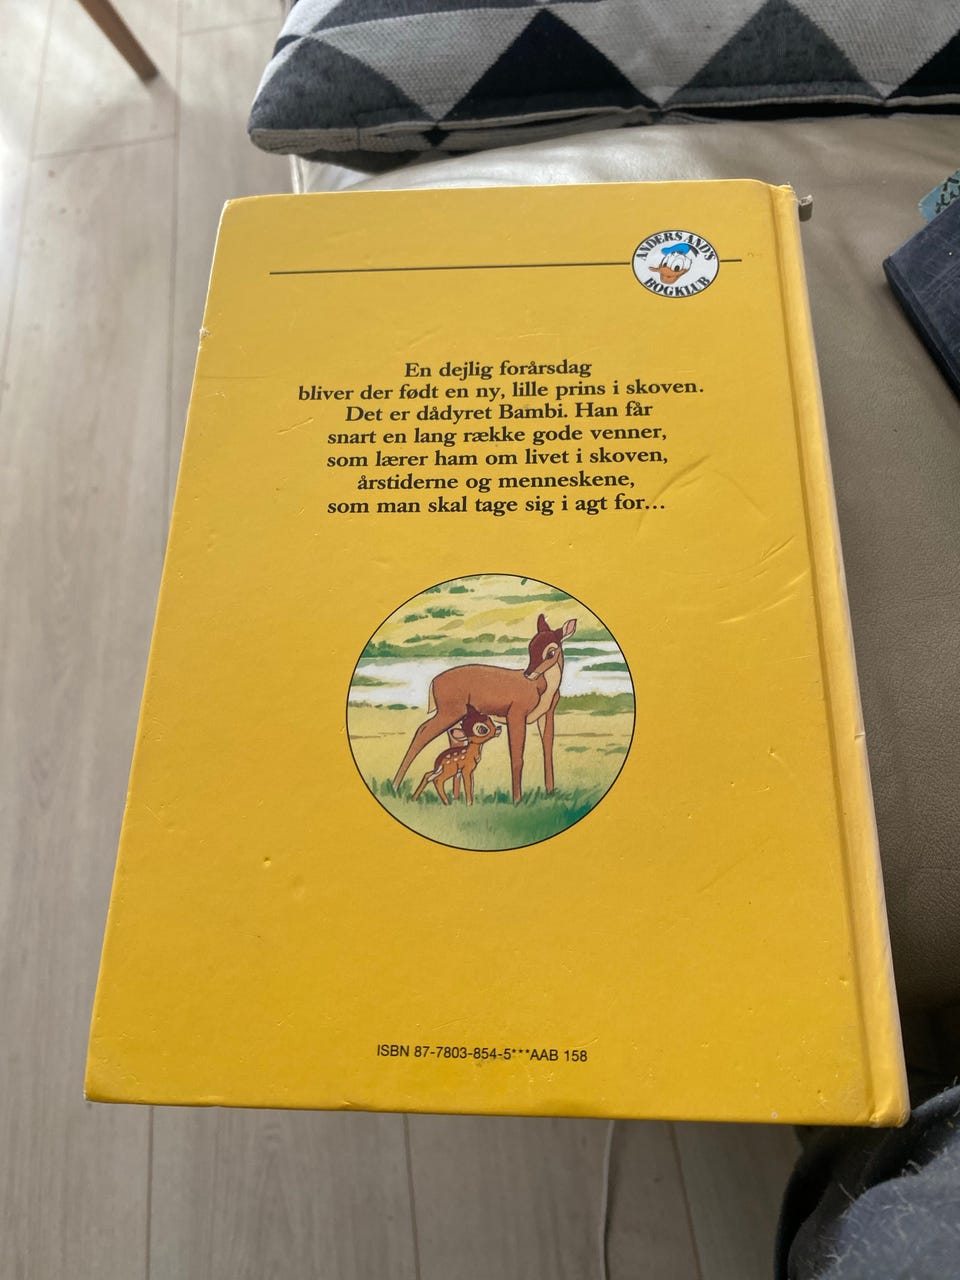 ANDERS AND'S
BOGKLUB
En dejlig forårsdag
bliver der født en ny, lille prins i skoven.
Det er dådyret Bambi. Han får
snart en lang række gode venner,
som lærer ham om livet i skoven,
årstiderne og menneskene,
som man skal tage sig i agt for...
ISBN 87-7803-854-5***AAB 158